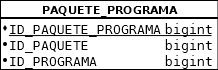 PAQUETE_PROGRAMA
•ID_PAQUETE_PROGRAMA bigint
•ID_PAQUETE bigint
•ID_PROGRAMA bigint